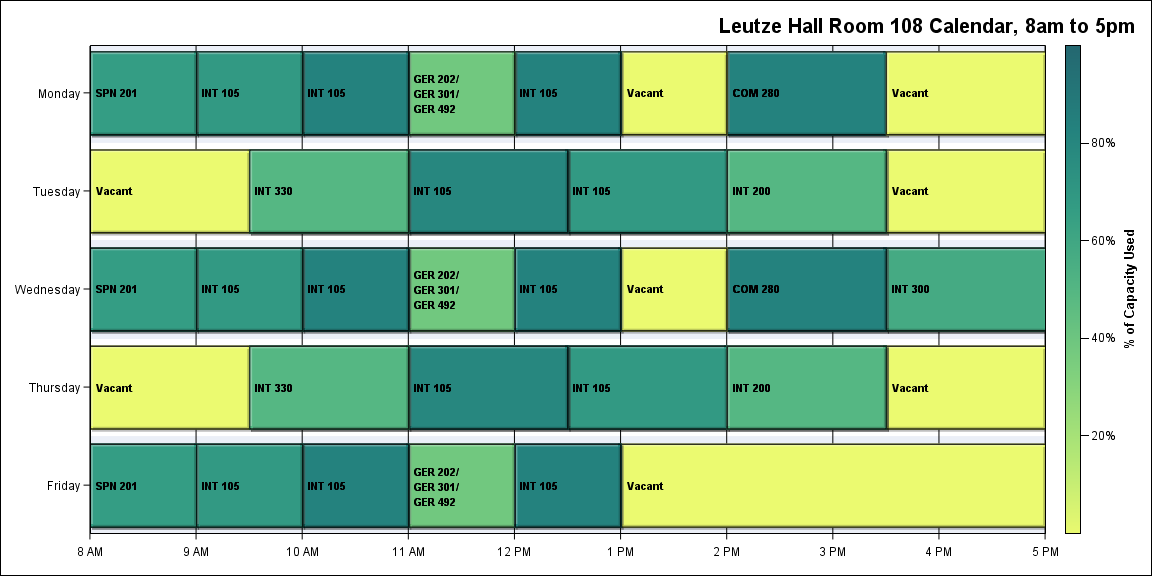 Leutze Hall Room 108 Calendar, 8am to 5pm
Monday
SPN 201
INT 105
INT 105
GER 202/
GER 301/
GER 492
INT 105
Vacant
COM 280
Vacant
Tuesday
Vacant
INT 330
INT 105
INT 105
INT 200
Vacant
Wednesday
SPN 201
INT 105
INT 105
GER 202/
GER 301/
GER 492
INT 105
Vacant
COM 280
INT 300
Thursday
Vacant
INT 330
INT 105
INT 105
INT 200
Vacant
Friday
SPN 201
INT 105
INT 105
GER 202/
GER 301/
GER 492
INT 105
Vacant
8 AM
9 AM
10 AM
11 AM
12 PM
1 PM
2 PM
3 PM
4 PM
5 PM
80%
60%
40%
20%
% of Capacity Used